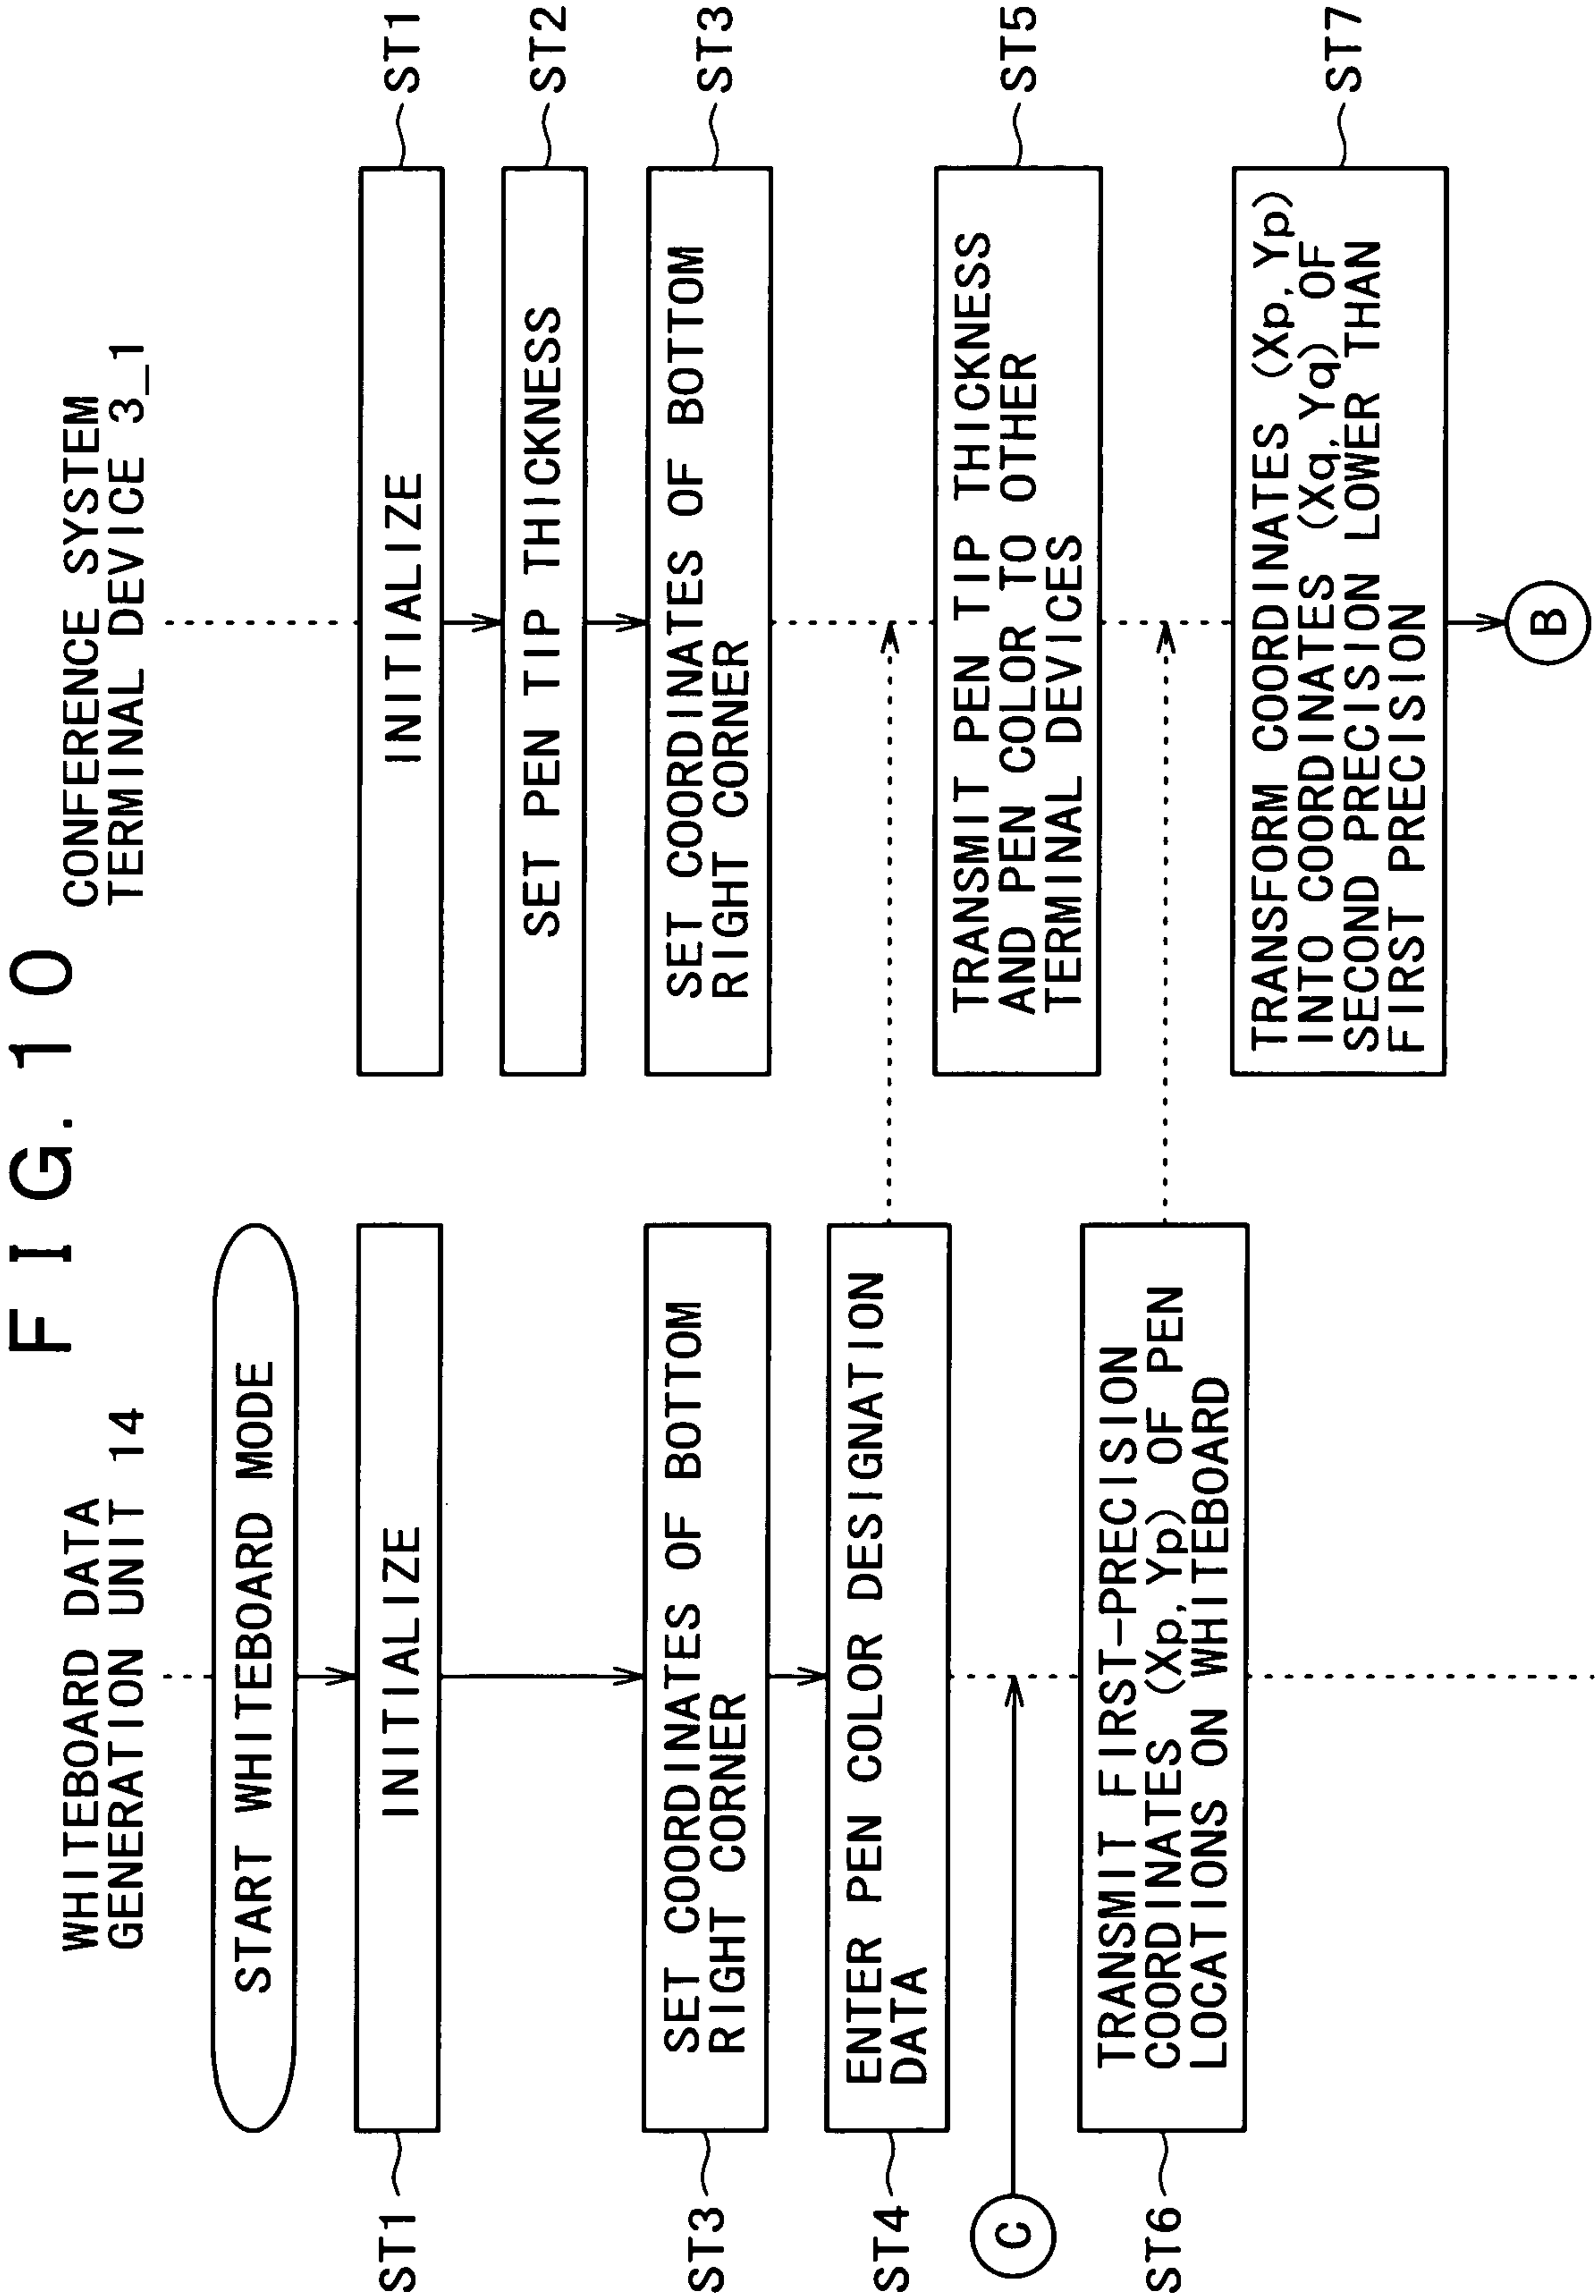 FIG. 10
WHITEBOARD DATA
GENERATION UNIT 14
CONFERENCE SYSTEM
TERMINAL DEVICE 3_1
START WHITEBOARD MODE
ST1
INITIALIZE
INITIALIZE
ST1
SET PEN TIP THICKNESS
ST2
ST3
SET COORDINATES OF BOTTOM
RIGHT CORNER
SET COORDINATES OF BOTTOM
RIGHT CORNER
ST3
ST4
ENTER PEN COLOR DESIGNATION
DATA
C
TRANSMIT PEN TIP THICKNESS
AND PEN COLOR TO OTHER
TERMINAL DEVICES
ST5
ST6
TRANSMIT FIRST-PRECISION
COORDINATES (Xp, Yp) OF PEN
LOCATIONS ON WHITEBOARD
TRANSFORM COORDINATES (Xp, Yp)
INTO COORDINATES (Xq, Yq) OF
SECOND PRECISION LOWER THAN
FIRST PRECISION
ST7
B